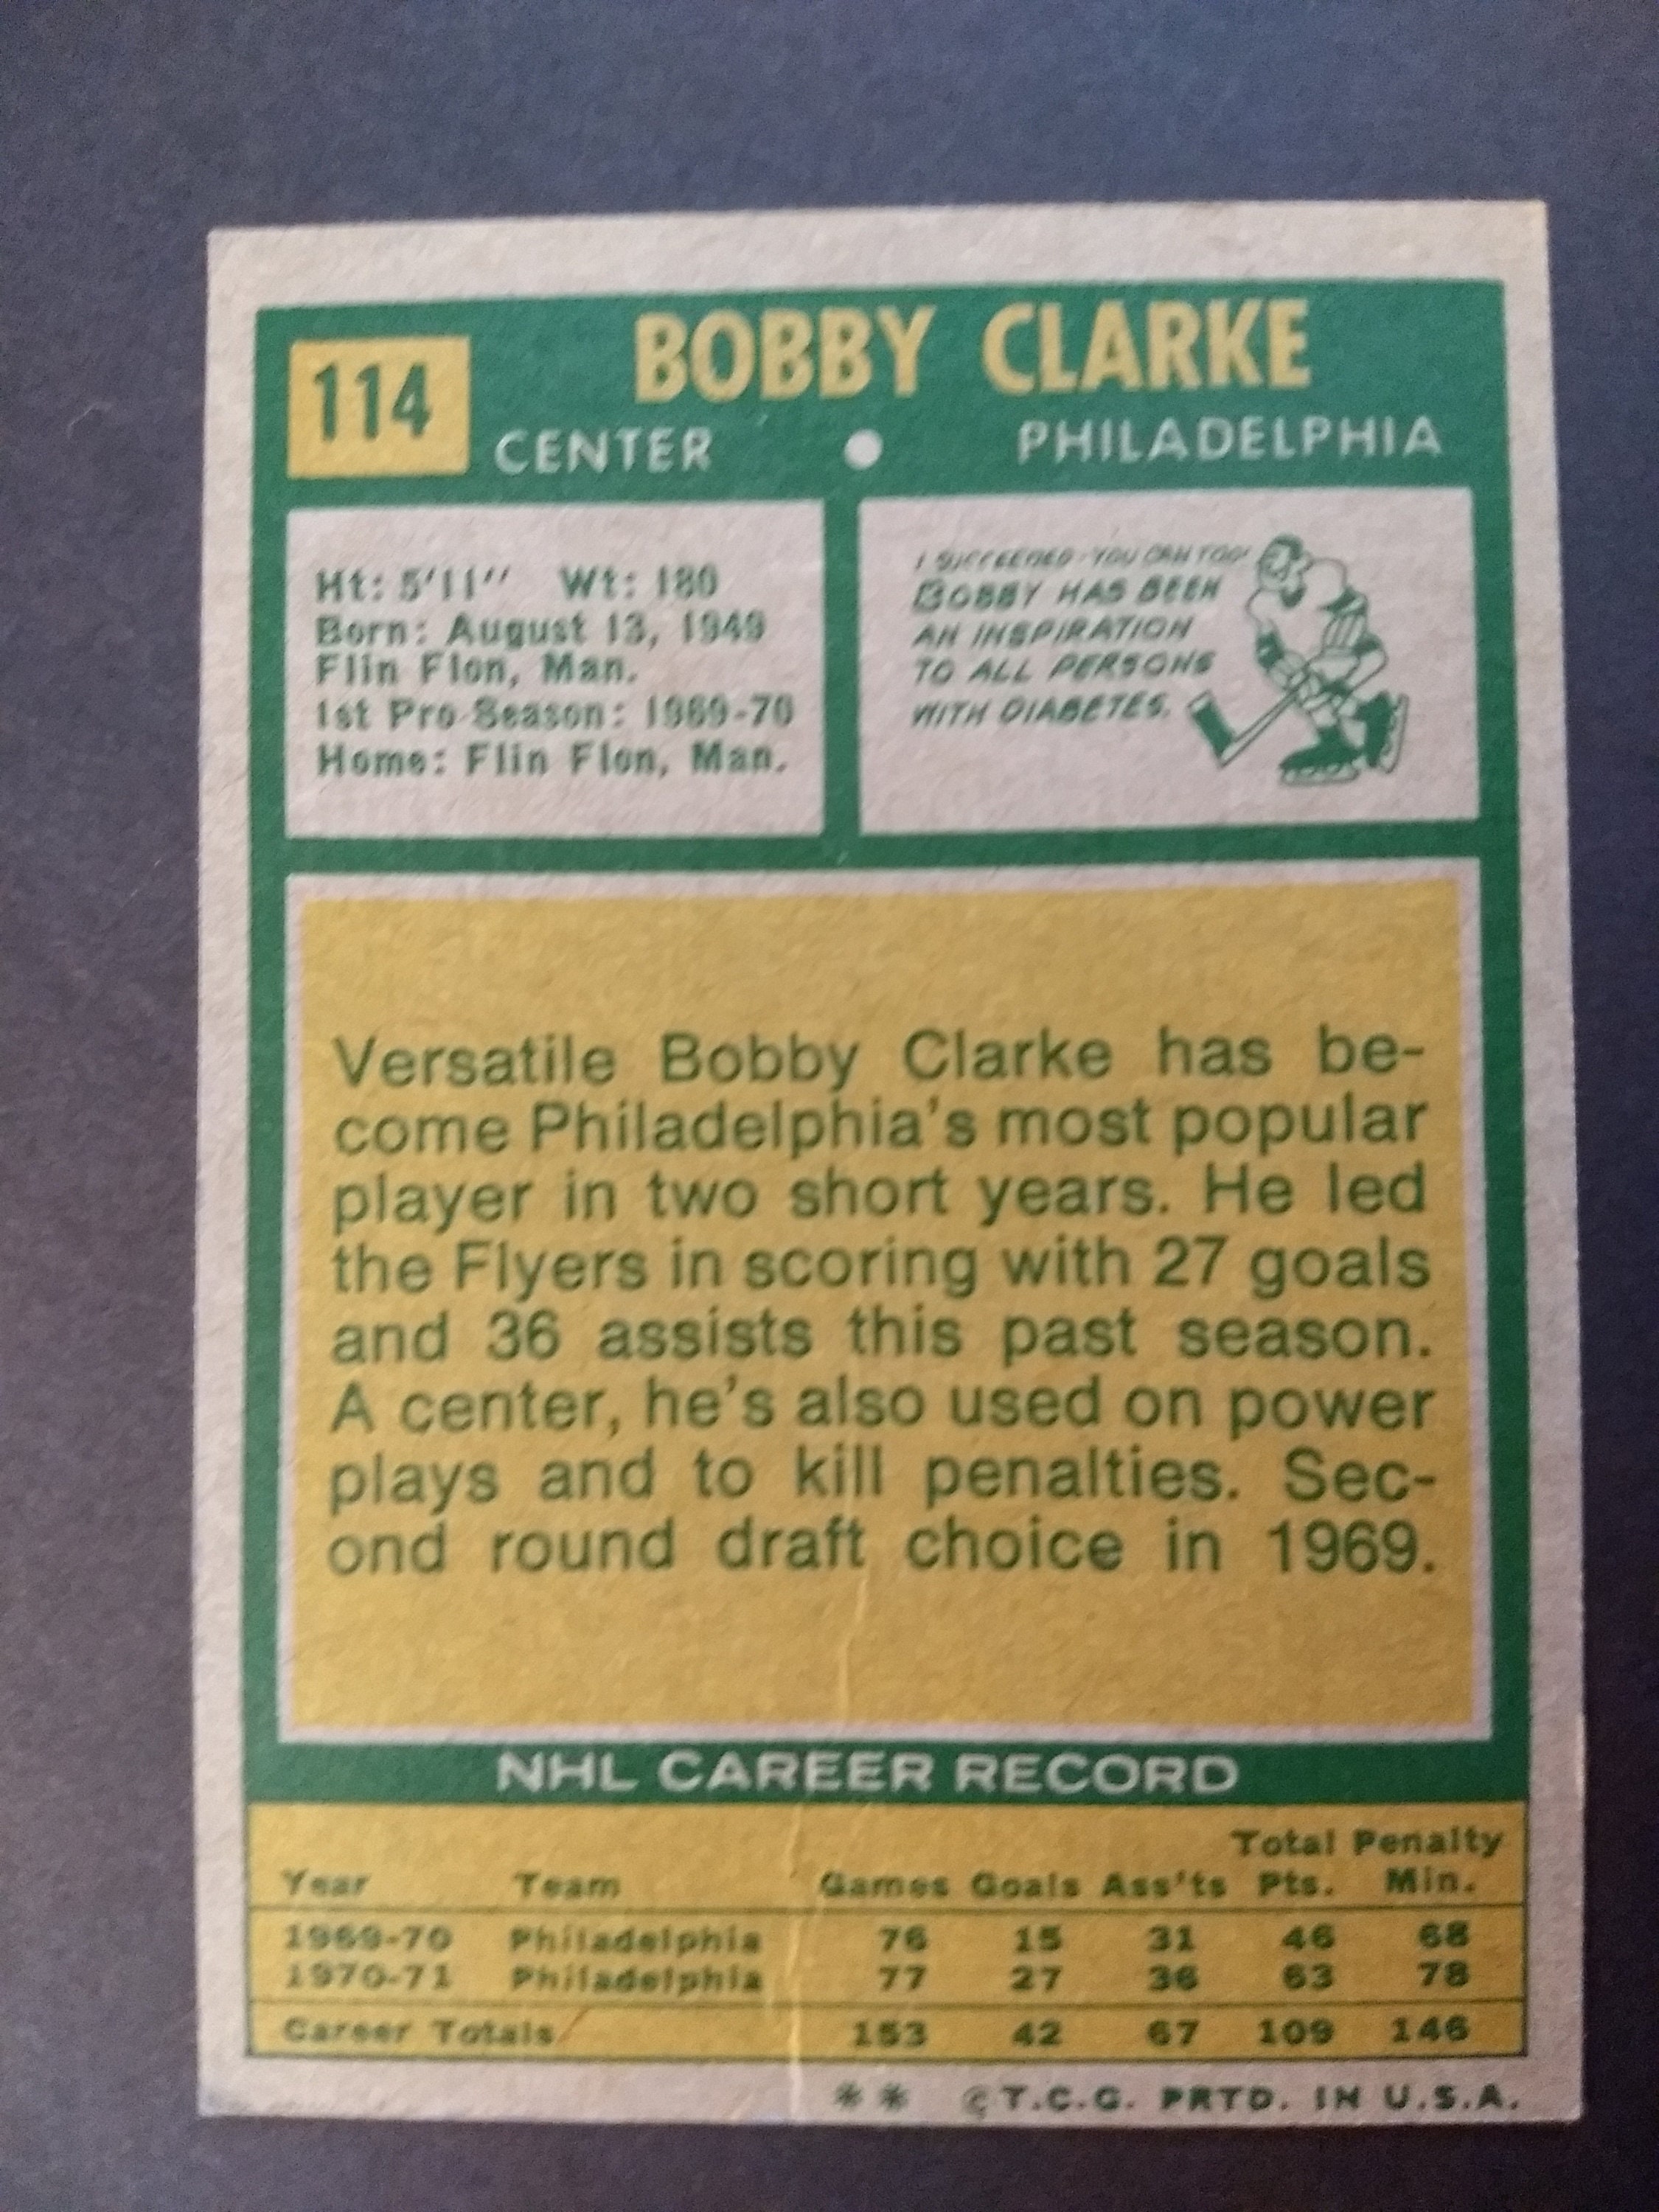 114
BOBBY CLARKE
CENTER • PHILADELPHIA
Ht: 5'11'' Wt: 180
Born: August 13, 1949
Flin Flon, Man.
1st Pro Season: 1969-70
Home: Flin Flon, Man.
I SUCCEEDED-YOU CAN TOO!
BOBBY HAS BEEN
AN INSPIRATION
TO ALL PERSONS
WITH DIABETES.
Versatile Bobby Clarke has be-
come Philadelphia's most popular
player in two short years. He led
the Flyers in scoring with 27 goals
and 36 assists this past season.
A center, he's also used on power
plays and to kill penalties. Sec-
ond round draft choice in 1969.
NHL CAREER RECORD
Year Team Games Goals Ass'ts Total Pts. Penalty Min.
1969-70 Philadelphia 76 15 31 46 68
1970-71 Philadelphia 77 27 36 63 78
Career Totals 153 42 67 109 146
** ©T.C.G. PRTD. IN U.S.A.